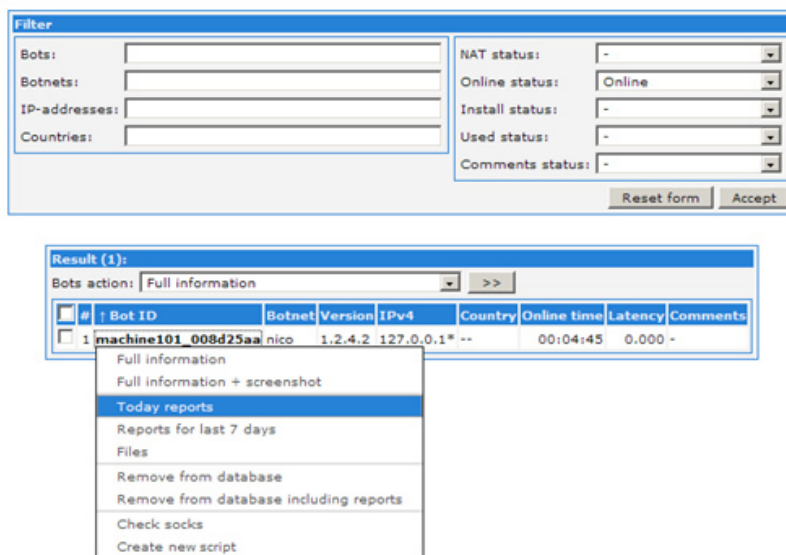 Filter
Bots:
Botnets:
IP-addresses:
Countries:
NAT status: -
Online status: Online
Install status: -
Used status: -
Comments status: -
Reset form Accept
Result (1):
Bots action: Full information >>
# ↑ Bot ID Botnet Version IPv4 Country Online time Latency Comments
1 machine101_008d25aa nico 1.2.4.2 127.0.0.1* -- 00:04:45 0.000 -
Full information
Full information + screenshot
Today reports
Reports for last 7 days
Files
Remove from database
Remove from database including reports
Check socks
Create new script